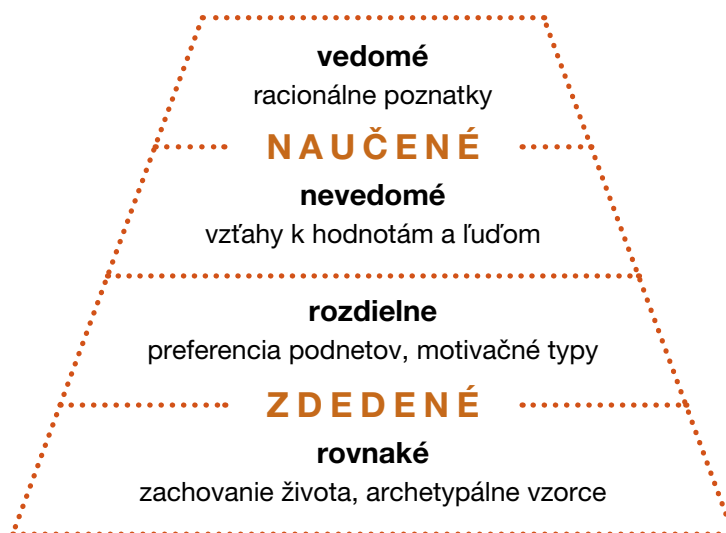 vedomé
racionálne poznatky
NAUČENÉ
nevedomé
vzťahy k hodnotám a ľuďom
rozdielne
preferencia podnetov, motivačné typy
ZDEDENÉ
rovnaké
zachovanie života, archetypálne vzorce